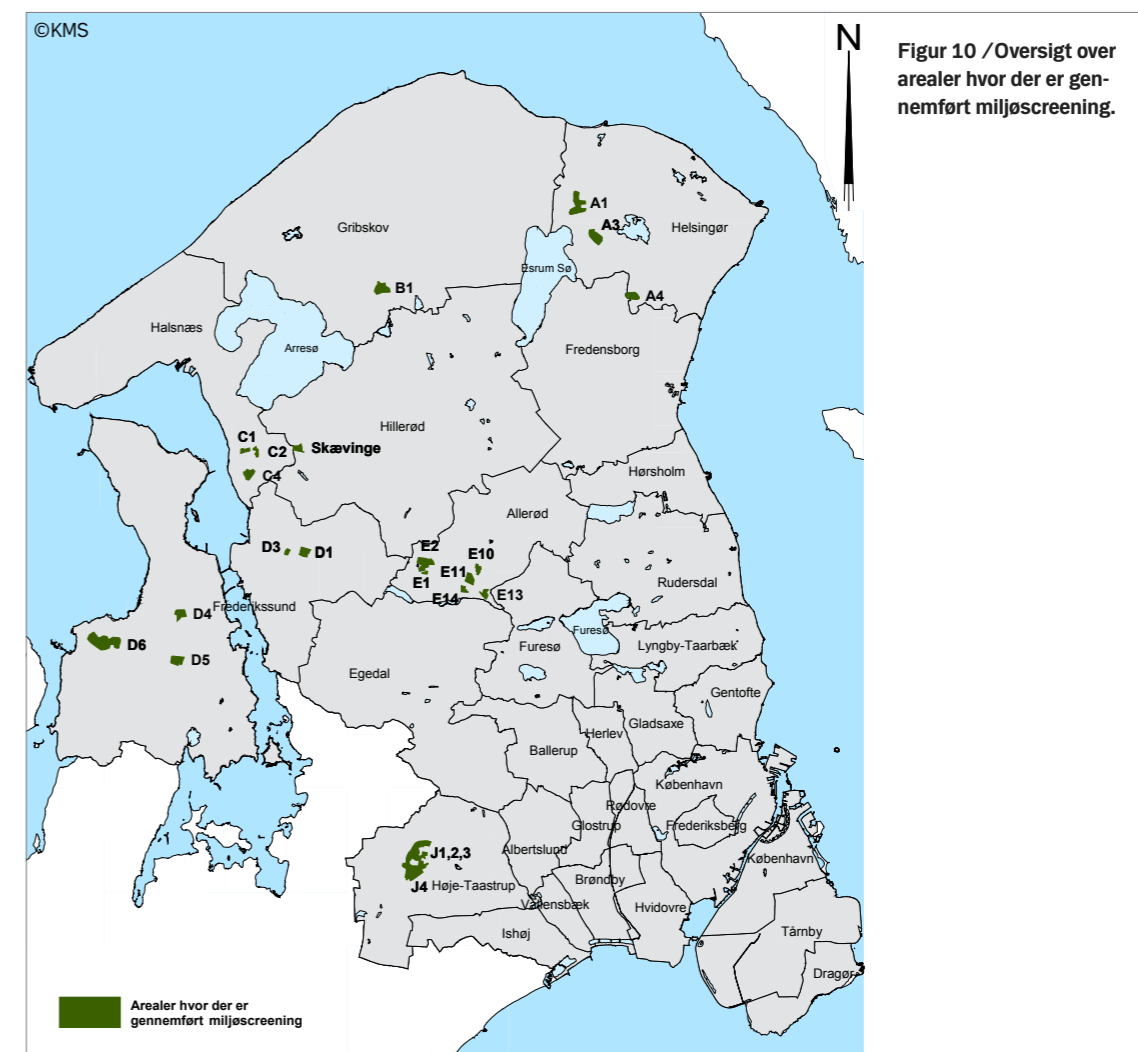 ©KMS
N
Figur 10 /Oversigt over
arealer hvor der er gen-
nemført miljøscreening.
A1
A3
Helsingør
Gribskov
Esrum Sø
B1
A4
Halsnæs
Arresø
Fredensborg
Hillerød
C1
C2
Skævinge
C4
Hørsholm
Allerød
D3
D1
E2
E10
E1
E11
E14
E13
Rudersdal
Frederikssund
D4
D6
D5
Furesø
Furesø
Lyngby-Taarbæk
Egedal
Gentofte
Gladsaxe
Herlev
Ballerup
København
Rødovre
Glostrup
Frederiksberg
Albertslund
København
J1,2,3
J4
Høje-Taastrup
Brøndby
Vallensbæk
Hvidovre
Ishøj
Tårnby
Dragør
Arealer hvor der er
gennemført miljøscreening